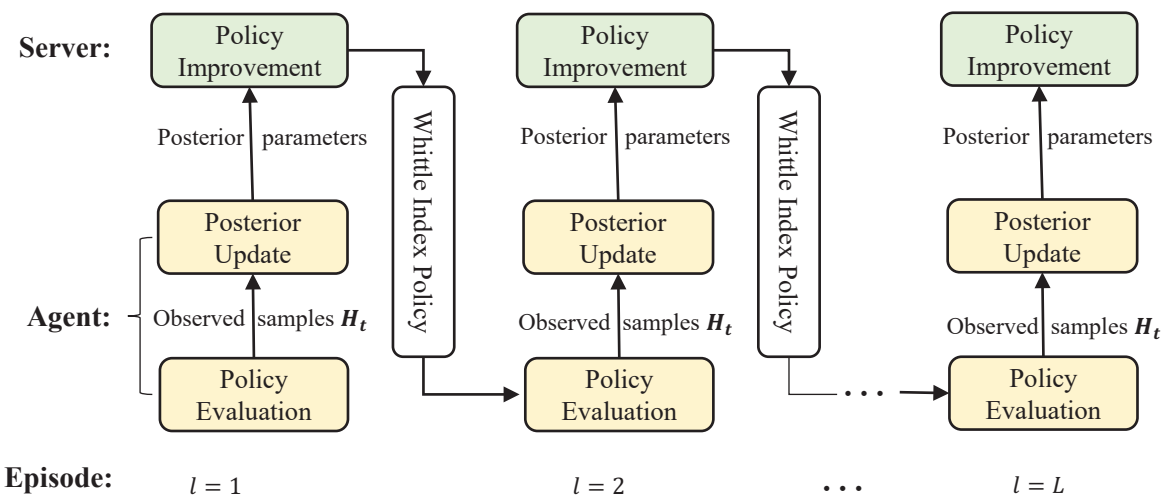 Server:
Policy
Improvement
Policy
Improvement
Policy
Improvement
Posterior parameters
Posterior parameters
Posterior parameters
Whittle Index Policy
Whittle Index Policy
Posterior
Update
Posterior
Update
Posterior
Update
Agent:
Observed samples H_t
Observed samples H_t
Observed samples H_t
Policy
Evaluation
Policy
Evaluation
...
Policy
Evaluation
Episode:
l = 1
l = 2
...
l = L